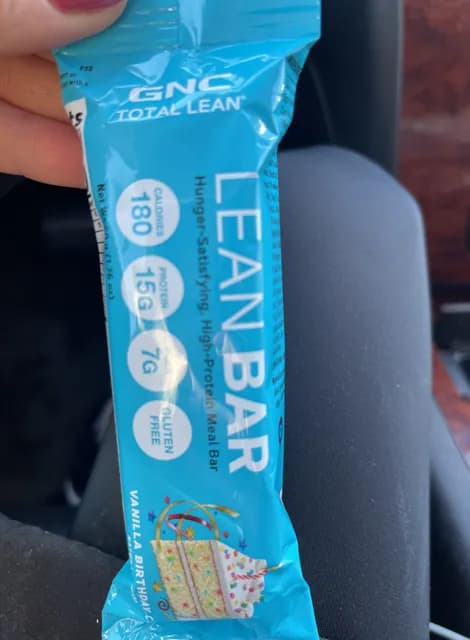 GNC
TOTAL LEAN
LEAN BAR
Hunger-Satisfying, High-Protein Meal Bar
CALORIES
180
PROTEIN
15G
7G
GLUTEN
FREE
VANILLA BIRTHDAY